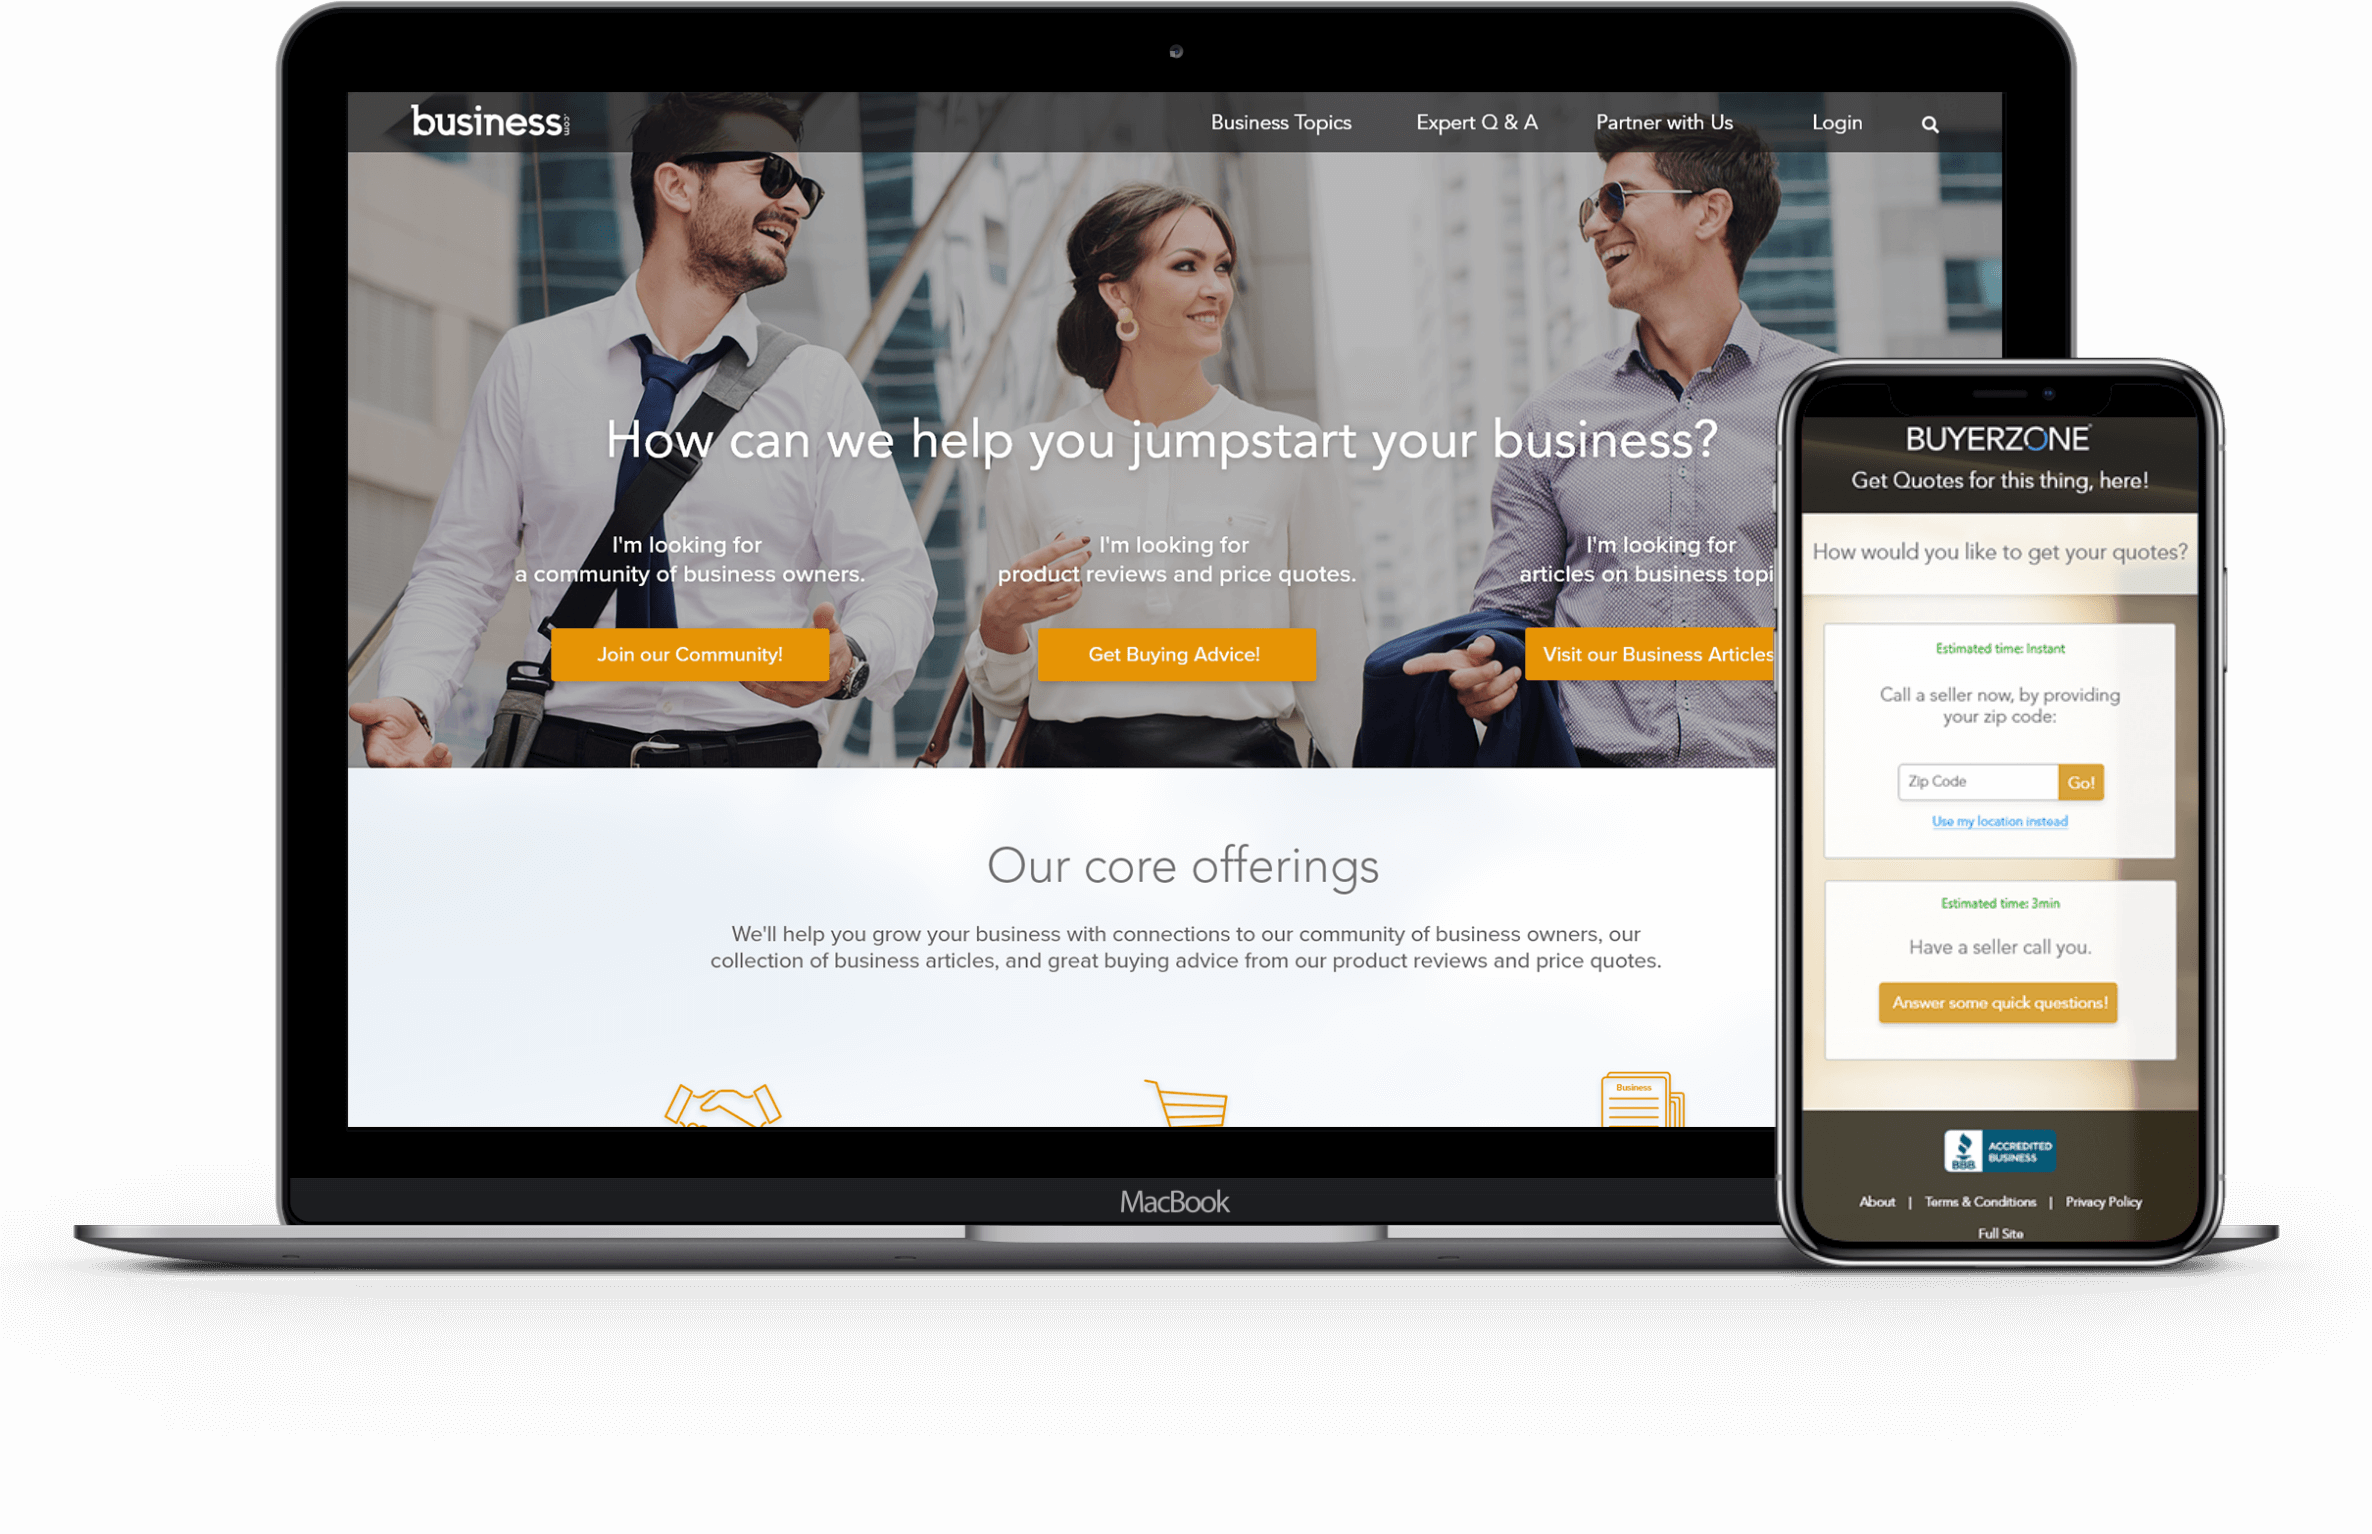 business.com
Business Topics
Expert Q & A
Partner with Us
Login
How can we help you jumpstart your business?
I'm looking for
a community of business owners.
Join our Community!
I'm looking for
product reviews and price quotes.
Get Buying Advice!
I'm looking for
articles on business topi
Visit our Business Articles
Our core offerings
We'll help you grow your business with connections to our community of business owners, our
collection of business articles, and great buying advice from our product reviews and price quotes.
Business
MacBook
BUYERZONE
Get Quotes for this thing, here!
How would you like to get your quotes?
Estimated time: Instant
Call a seller now, by providing
your zip code:
Zip Code
Go!
Use my location instead
Estimated time: 3min
Have a seller call you.
Answer some quick questions!
BBB
ACCREDITED
BUSINESS
About | Terms & Conditions | Privacy Policy
Full Site